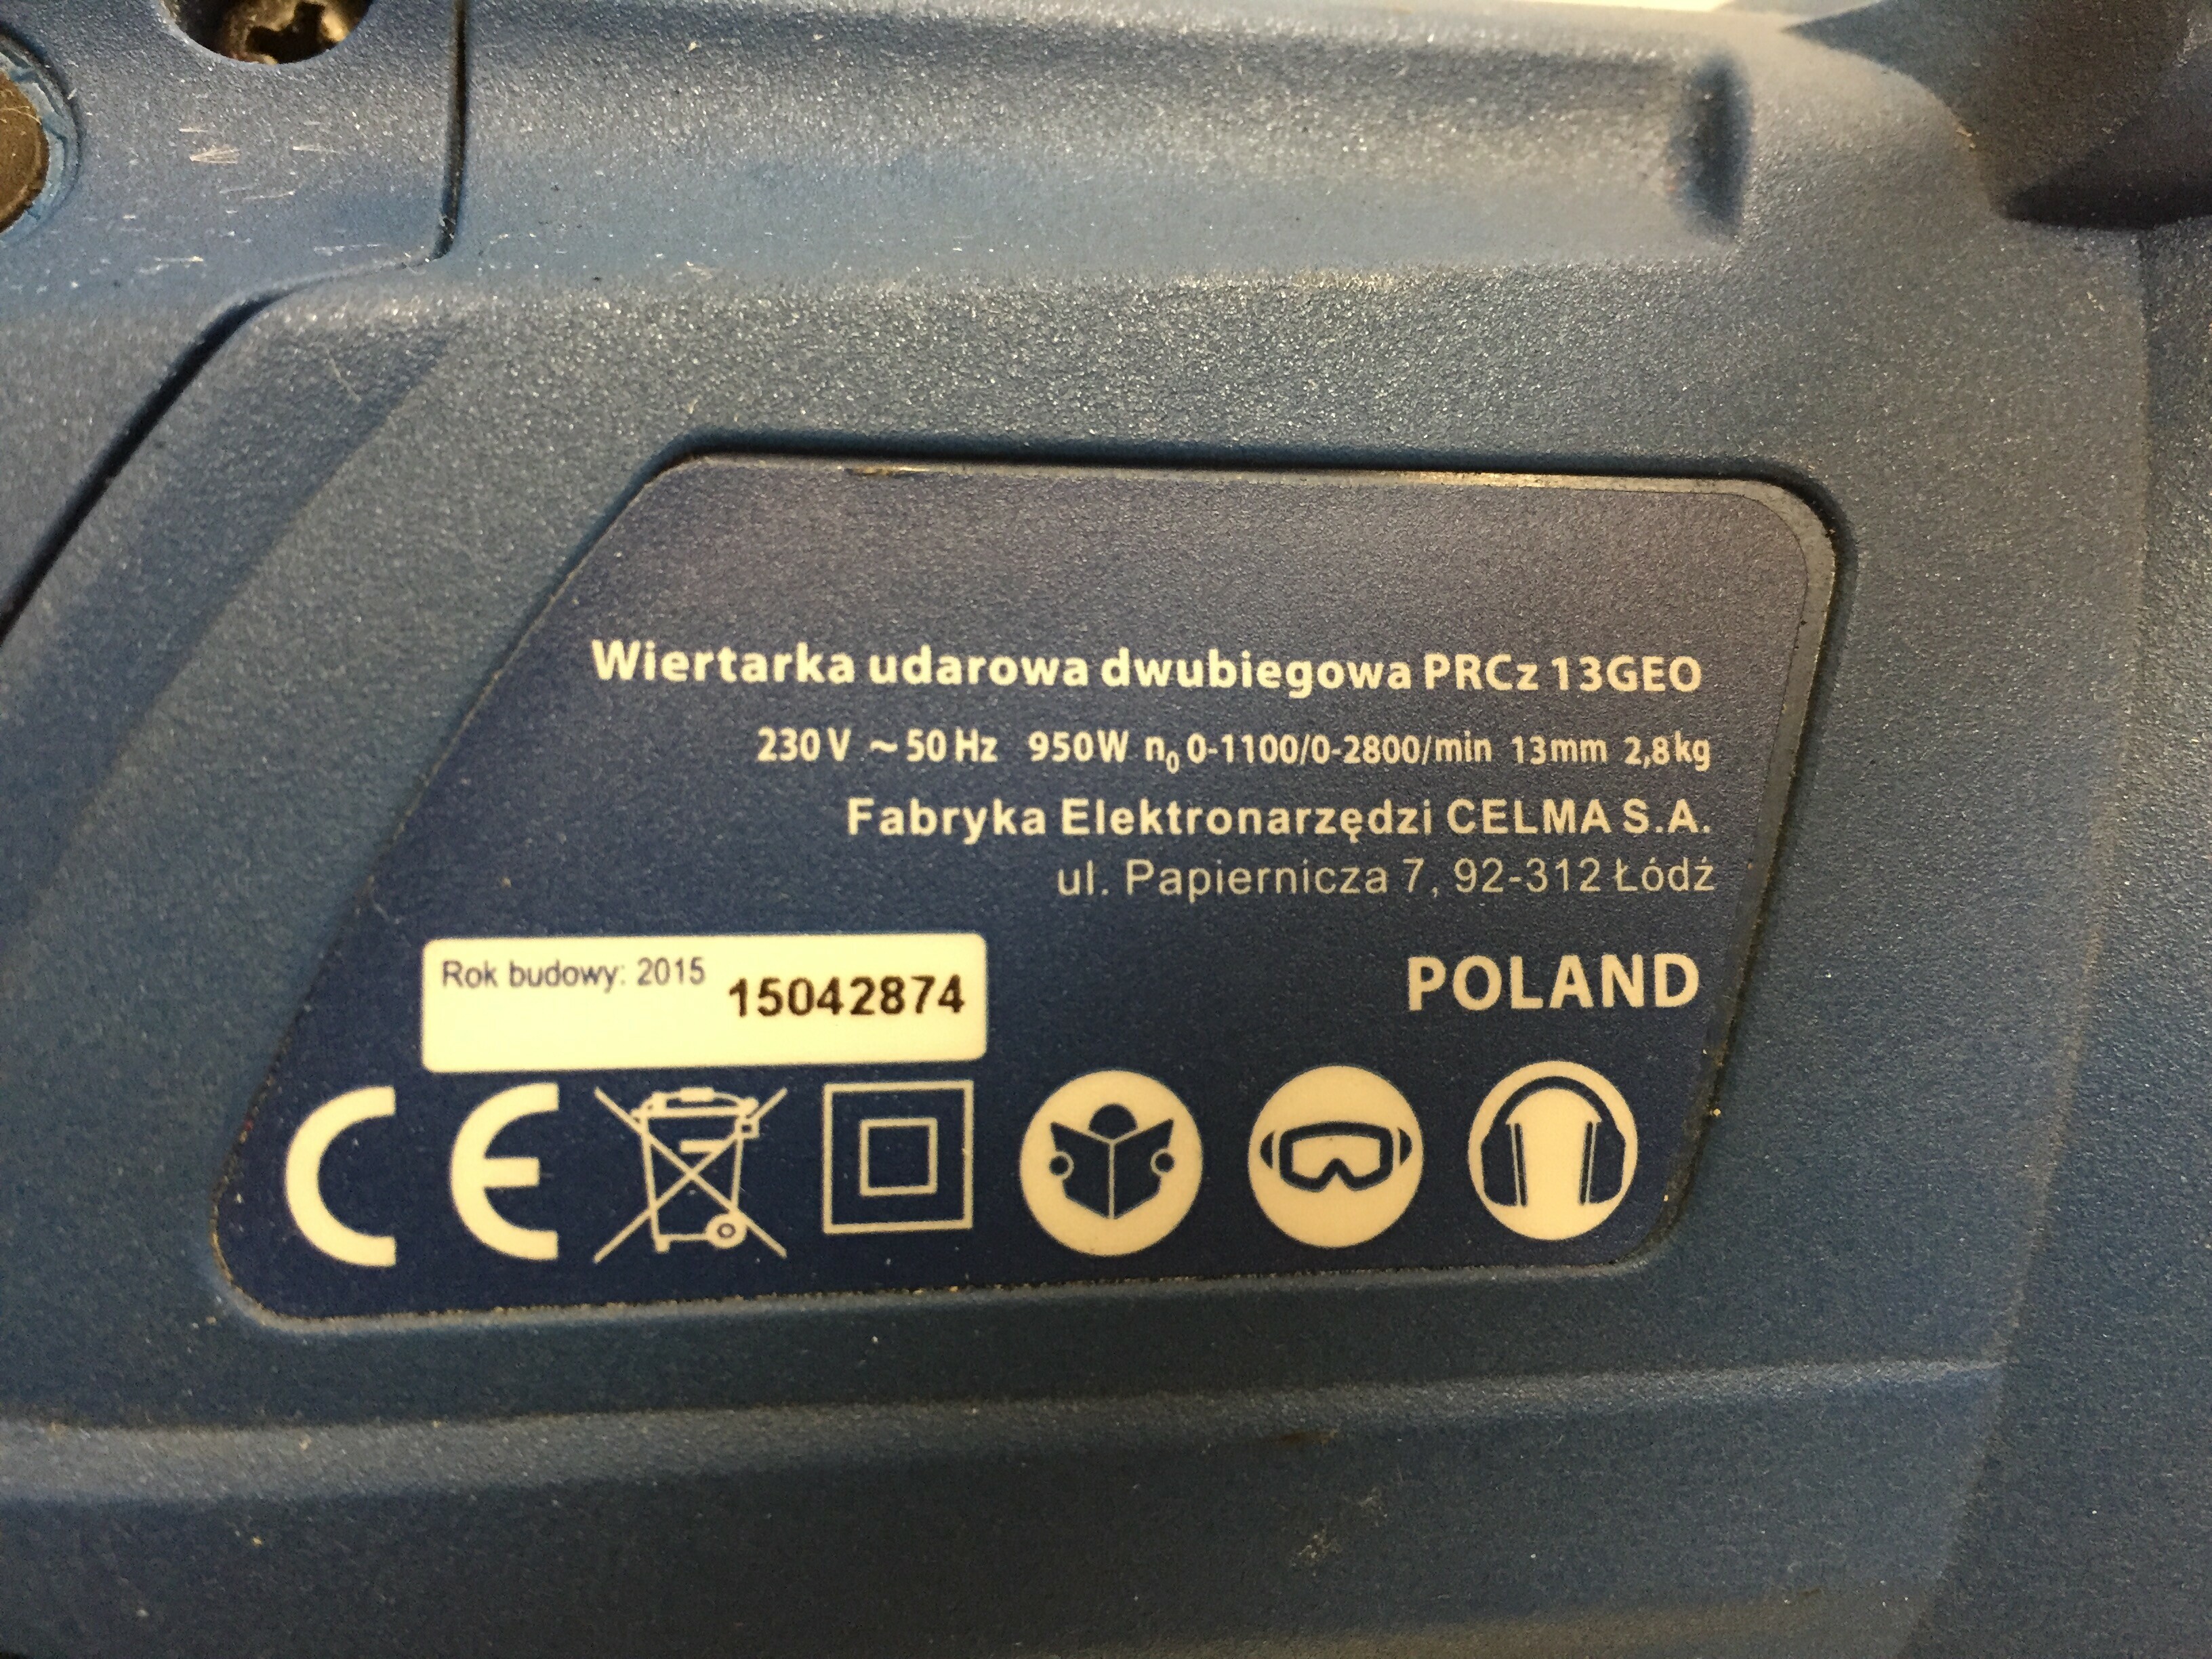 Wiertarka udarowa dwubiegowa PRCz 13GEO
230 V ~ 50 Hz 950W n₀ 0-1100/0-2800/min 13mm 2,8kg
Fabryka Elektronarzędzi CELMA S.A.
ul. Papiernicza 7, 92-312 Łódź
POLAND
Rok budowy: 2015 15042874
CE